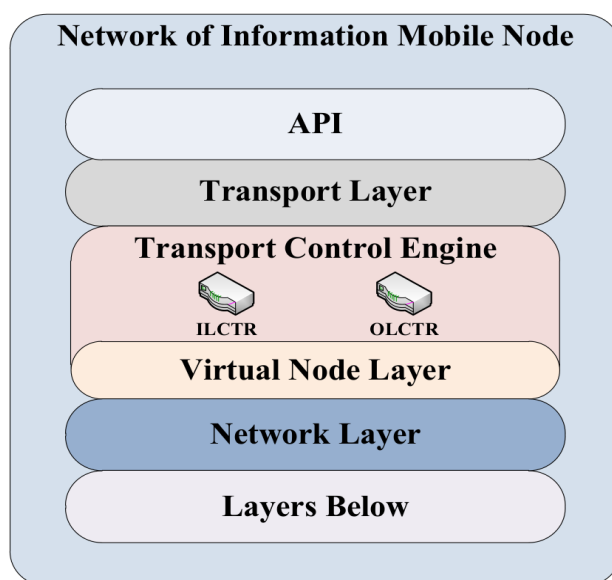 Network of Information Mobile Node
API
Transport Layer
Transport Control Engine
ILCTR OLCTR
Virtual Node Layer
Network Layer
Layers Below